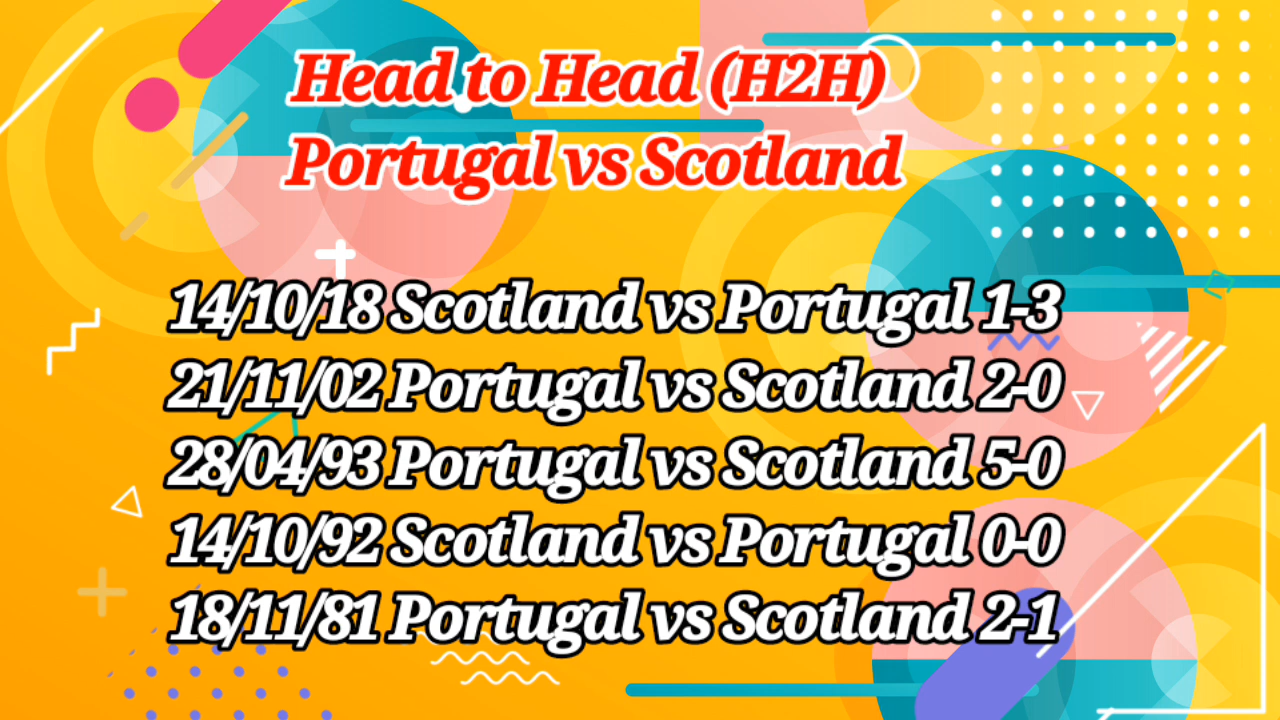 Head to Head (H2H)
Portugal vs Scotland
14/10/18 Scotland vs Portugal 1-3
21/11/02 Portugal vs Scotland 2-0
28/04/93 Portugal vs Scotland 5-0
14/10/92 Scotland vs Portugal 0-0
18/11/81 Portugal vs Scotland 2-1